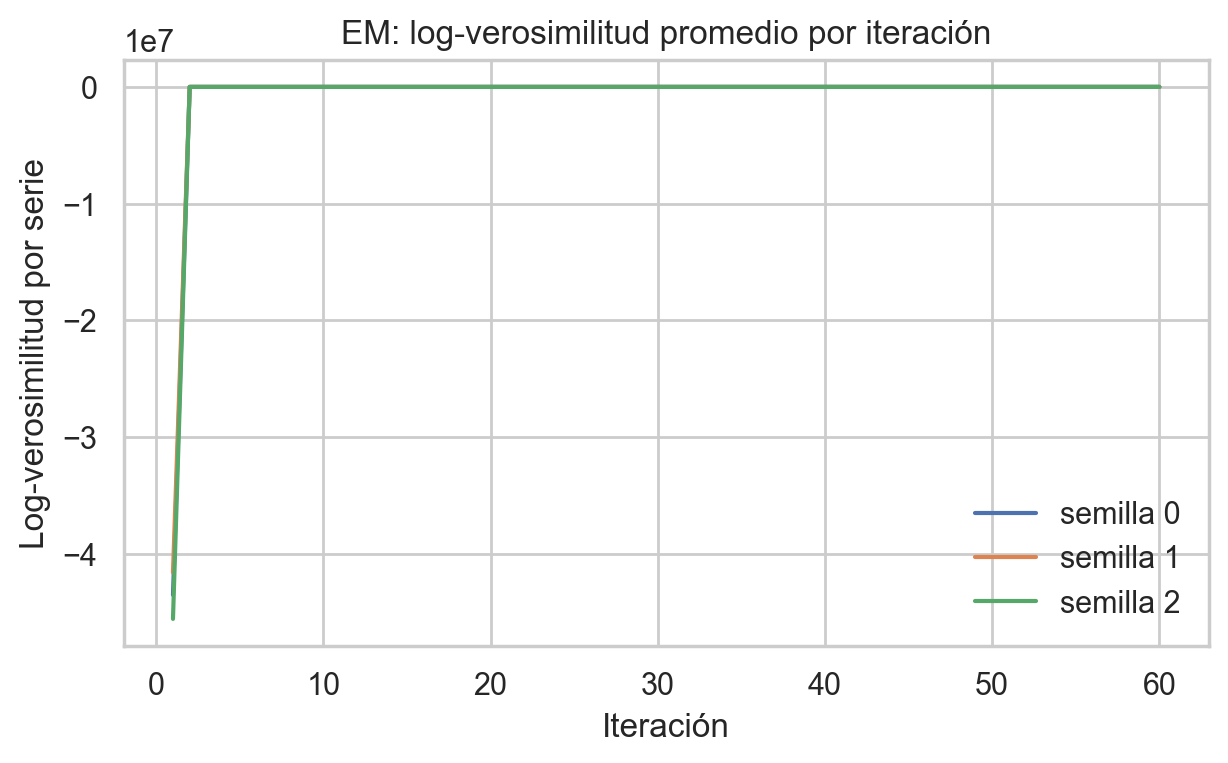 EM: log-verosimilitud promedio por iteración
1e7
0
−1
−2
−3
−4
Log-verosimilitud por serie
semilla 0
semilla 1
semilla 2
0 10 20 30 40 50 60
Iteración